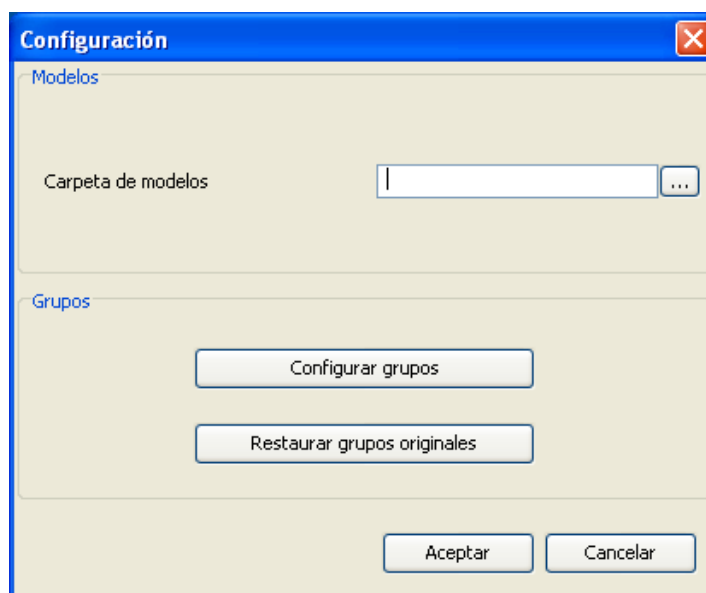 Configuración
Modelos
Carpeta de modelos
...
Grupos
Configurar grupos
Restaurar grupos originales
Aceptar Cancelar